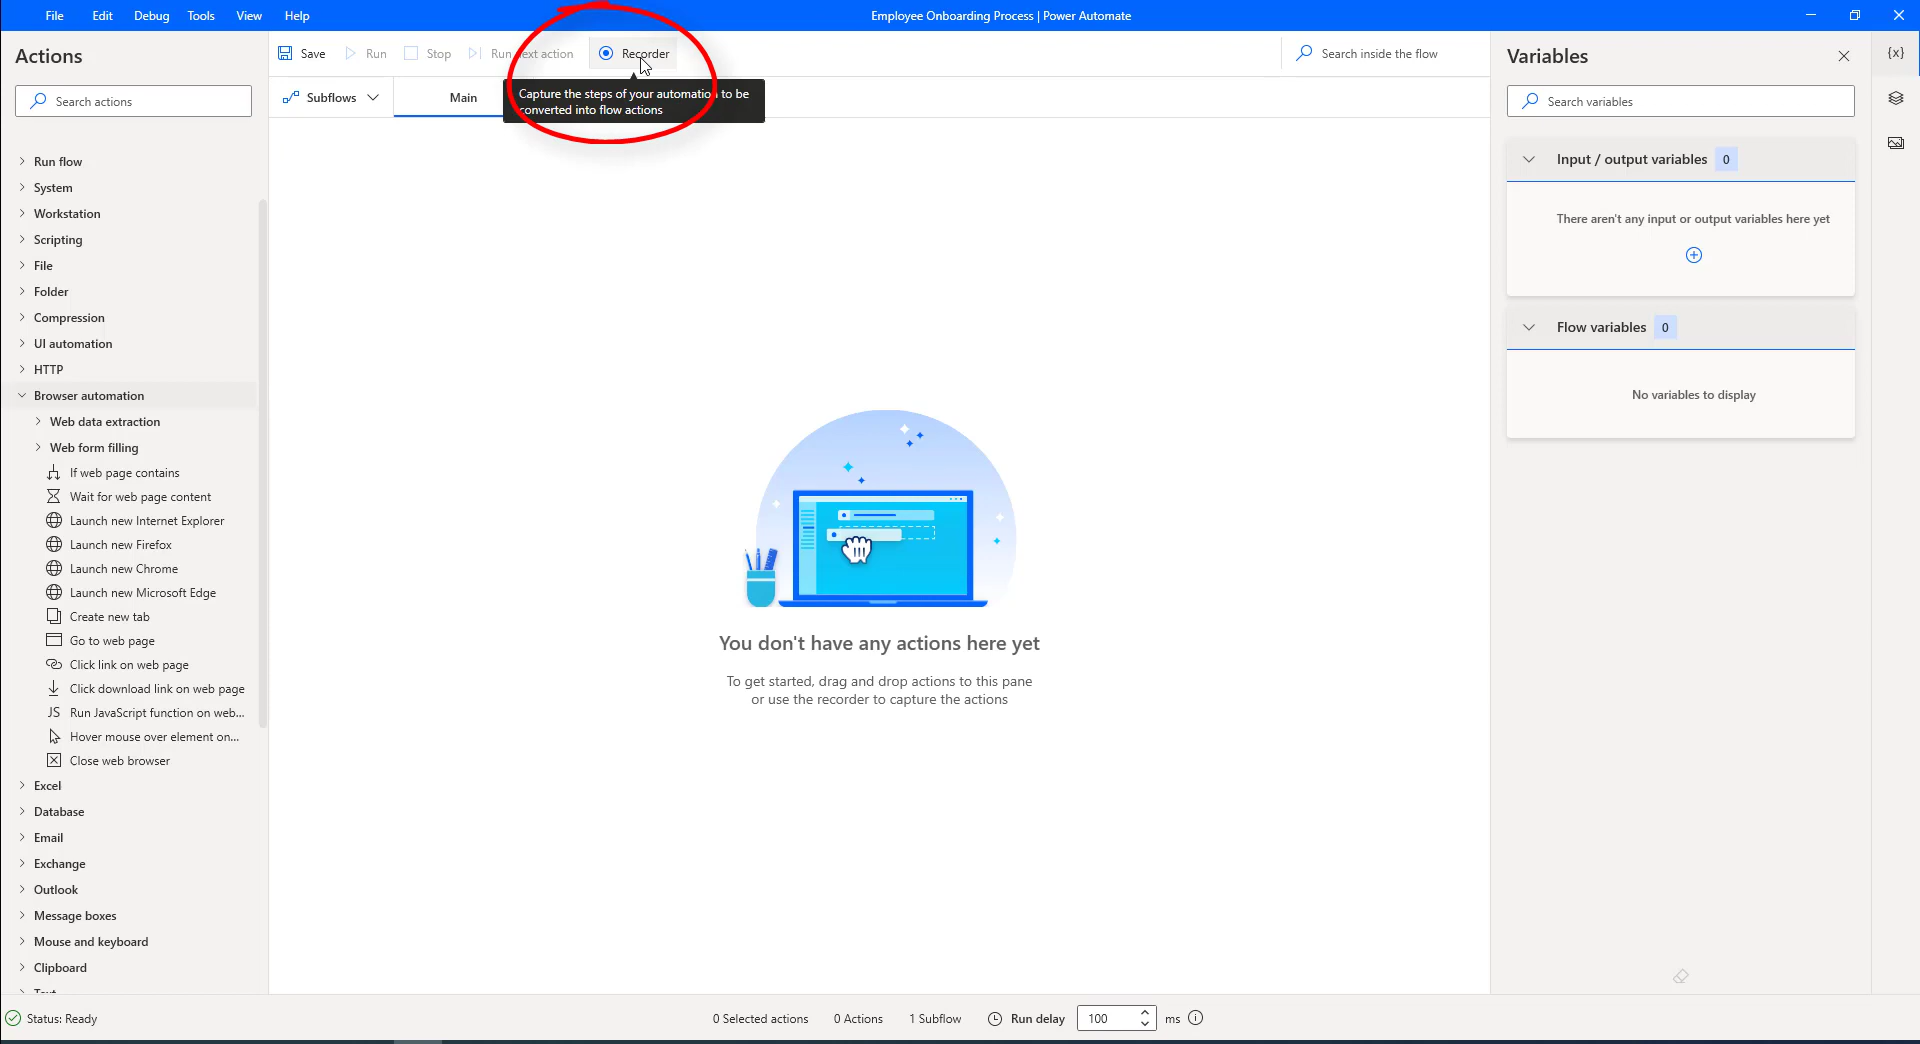 File Edit Debug Tools View Help
Employee Onboarding Process | Power Automate
Actions
Search actions
Run flow
System
Workstation
Scripting
File
Folder
Compression
UI automation
HTTP
Browser automation
Web data extraction
Web form filling
If web page contains
Wait for web page content
Launch new Internet Explorer
Launch new Firefox
Launch new Chrome
Launch new Microsoft Edge
Create new tab
Go to web page
Click link on web page
Click download link on web page
JS Run JavaScript function on web...
Hover mouse over element on...
Close web browser
Excel
Database
Email
Exchange
Outlook
Message boxes
Mouse and keyboard
Clipboard
Text
Save Run Stop Run next action Recorder
Search inside the flow
Subflows Main
Capture the steps of your automation to be
converted into flow actions
You don't have any actions here yet
To get started, drag and drop actions to this pane
or use the recorder to capture the actions
Variables
{x}
Search variables
Input / output variables 0
There aren't any input or output variables here yet
Flow variables 0
No variables to display
Status: Ready
0 Selected actions 0 Actions 1 Subflow Run delay 100 ms